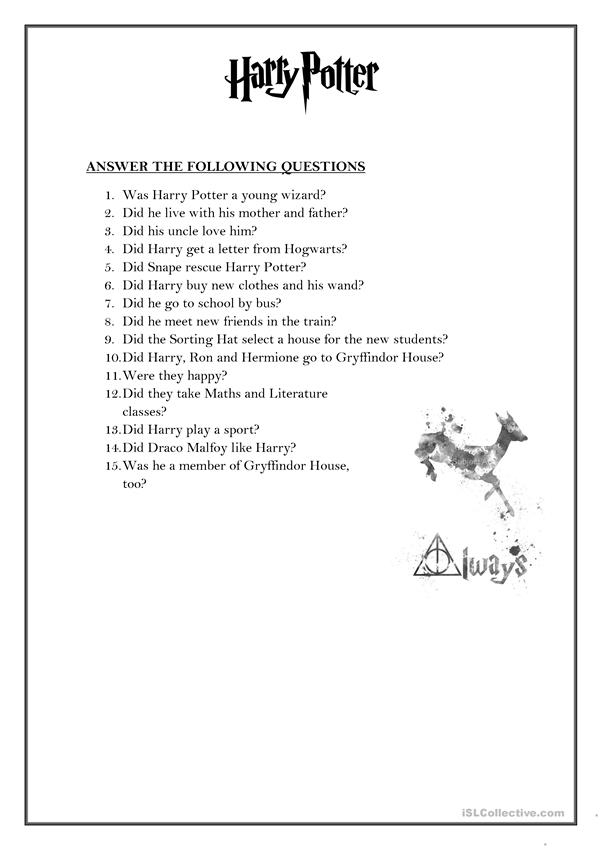 Harry Potter
ANSWER THE FOLLOWING QUESTIONS
1. Was Harry Potter a young wizard?
2. Did he live with his mother and father?
3. Did his uncle love him?
4. Did Harry get a letter from Hogwarts?
5. Did Snape rescue Harry Potter?
6. Did Harry buy new clothes and his wand?
7. Did he go to school by bus?
8. Did he meet new friends in the train?
9. Did the Sorting Hat select a house for the new students?
10. Did Harry, Ron and Hermione go to Gryffindor House?
11. Were they happy?
12. Did they take Maths and Literature
classes?
13. Did Harry play a sport?
14. Did Draco Malfoy like Harry?
15. Was he a member of Gryffindor House,
too?
Always
iSLCollective.com